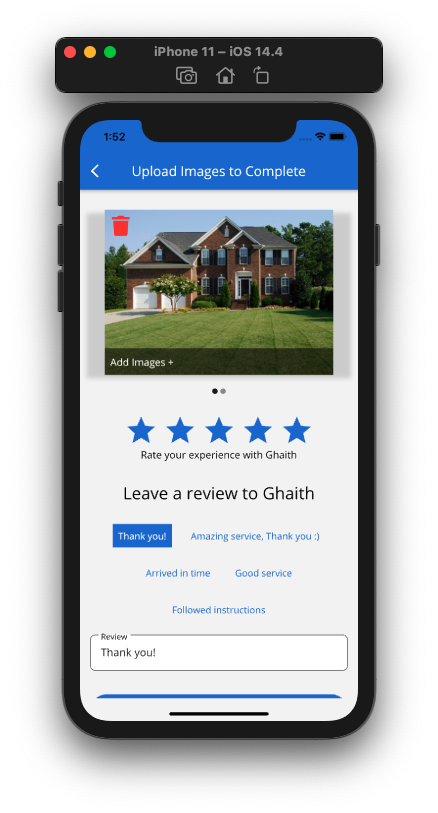 iPhone 11 – iOS 14.4
1:52
Upload Images to Complete
Add Images +
Rate your experience with Ghaith
Leave a review to Ghaith
Thank you!
Amazing service, Thank you :)
Arrived in time
Good service
Followed instructions
Review
Thank you!